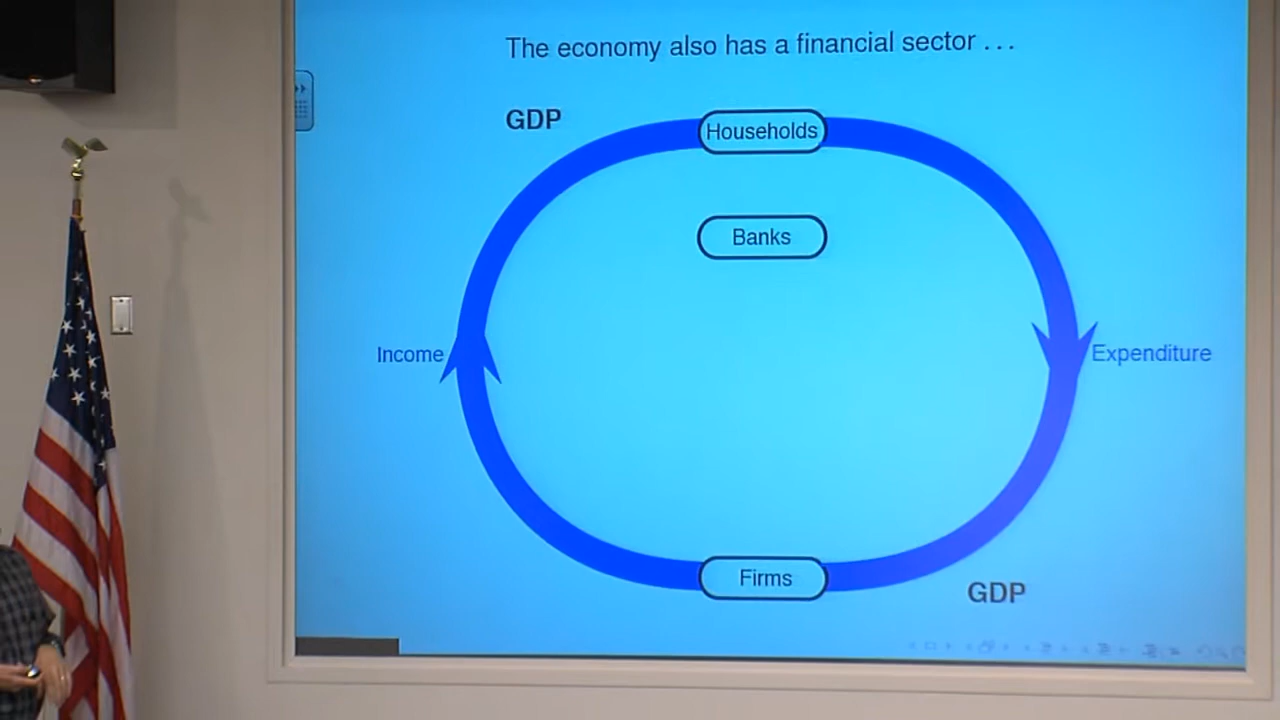 The economy also has a financial sector . . .
GDP
Households
Banks
Income
Expenditure
Firms
GDP